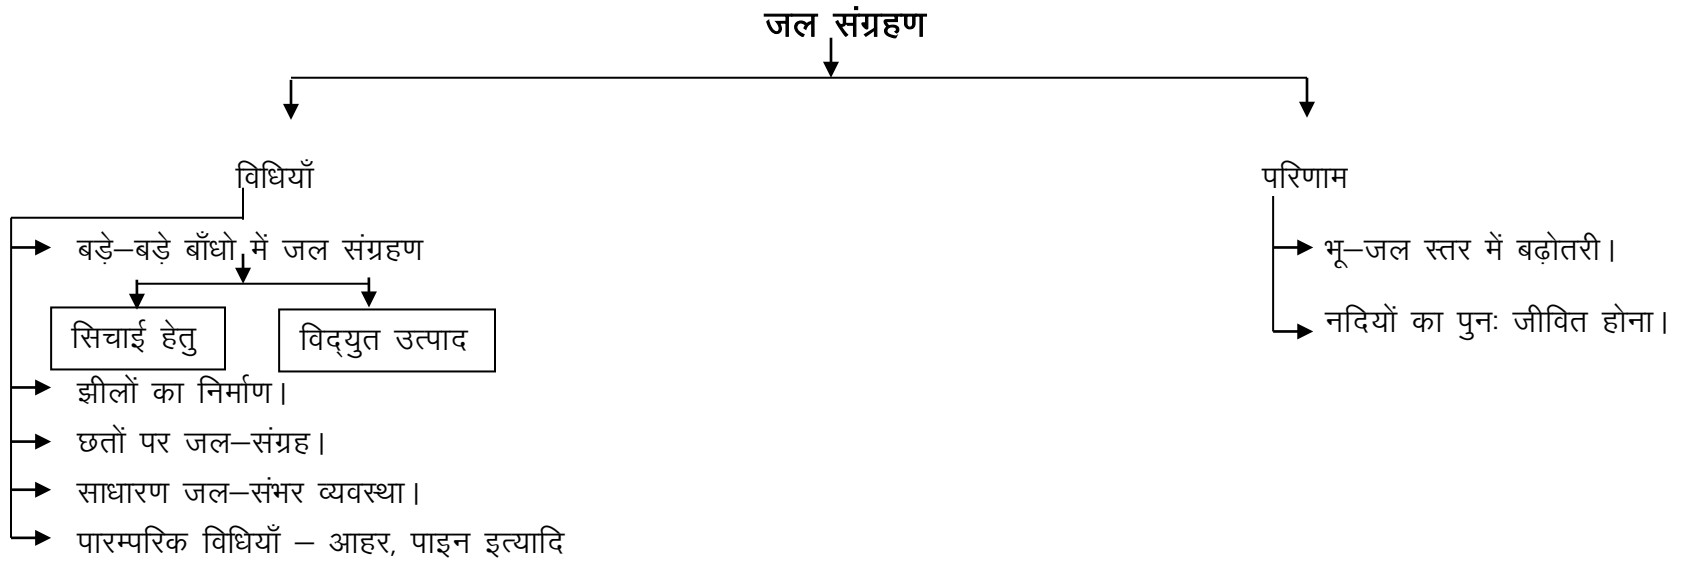 जल संग्रहण
विधियाँ
बड़े–बड़े बाँधो में जल संग्रहण
सिचाई हेतु
विद्युत उत्पाद
झीलों का निर्माण।
छतों पर जल–संग्रह।
साधारण जल–संभर व्यवस्था।
पारम्परिक विधियाँ – आहर, पाइन इत्यादि
परिणाम
भू–जल स्तर में बढ़ोतरी।
नदियों का पुनः जीवित होना।